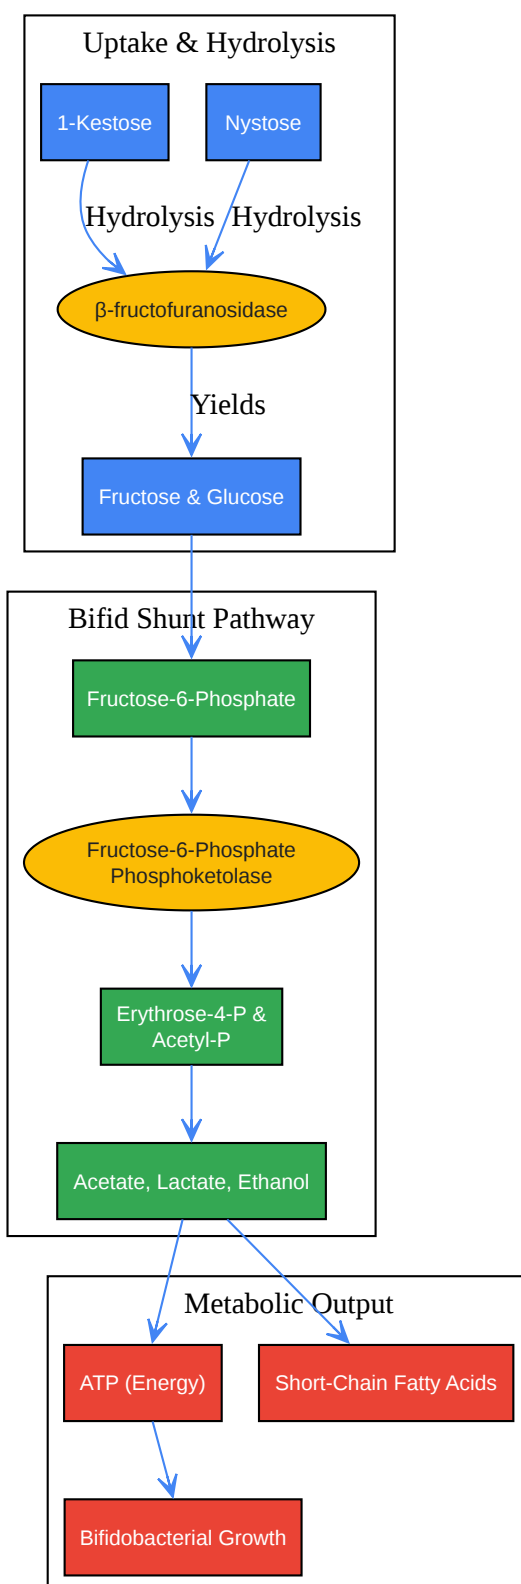 Uptake & Hydrolysis
1-Kestose
Nystose
Hydrolysis
Hydrolysis
β-fructofuranosidase
Yields
Fructose & Glucose
Bifid Shunt Pathway
Fructose-6-Phosphate
Fructose-6-Phosphate
Phosphoketolase
Erythrose-4-P &
Acetyl-P
Acetate, Lactate, Ethanol
Metabolic Output
ATP (Energy)
Short-Chain Fatty Acids
Bifidobacterial Growth